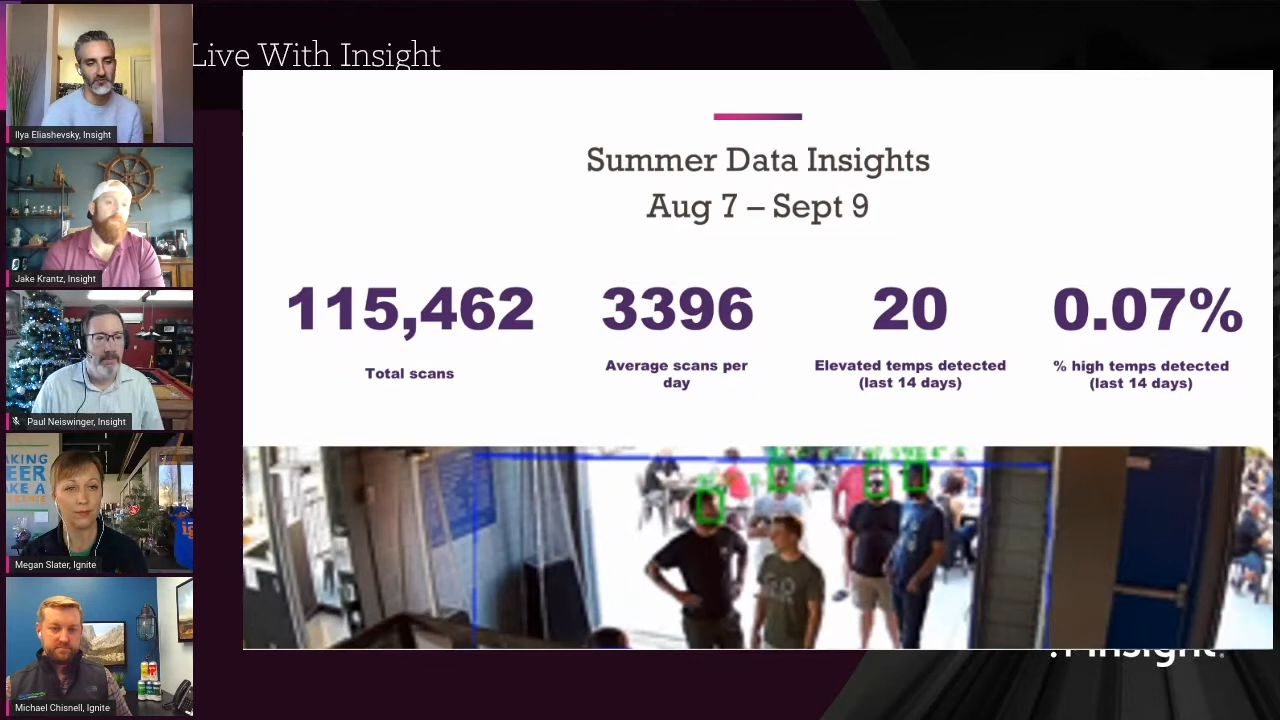 Live With Insight
Summer Data Insights
Aug 7 – Sept 9
115,462
Total scans
3396
Average scans per
day
20
Elevated temps detected
(last 14 days)
0.07%
% high temps detected
(last 14 days)
Ilya Eliashevsky, Insight
Jake Krantz, Insight
Paul Neiswinger, Insight
Megan Slater, Ignite
Michael Chisnell, Ignite
Insight